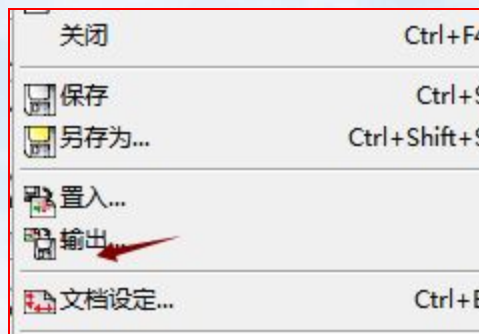 关闭 Ctrl+F4
保存 Ctrl+S
另存为... Ctrl+Shift+S
置入...
输出...
文档设定... Ctrl+E